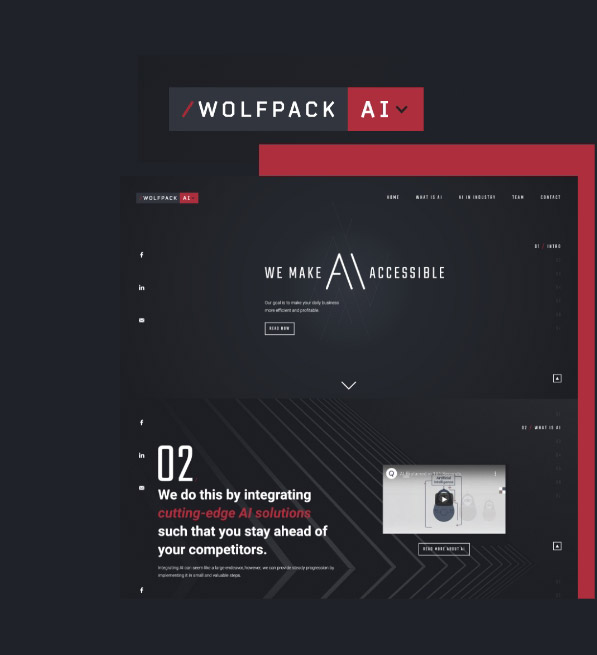 /WOLFPACK AI
/WOLFPACK AI
HOME WHAT IS AI AI IN INDUSTRY TEAM CONTACT
01 / INTRO
WE MAKE AI ACCESSIBLE
Our goal is to make your daily business
more efficient and profitable.
READ NOW
02 / WHAT IS AI
02
We do this by integrating
cutting-edge AI solutions
such that you stay ahead of
your competitors.
Integrating AI can seem like a large endeavor, however, we can provide steady progression by
implementing it in small and valuable steps.
Artificial
Intelligence
READ MORE ABOUT AI